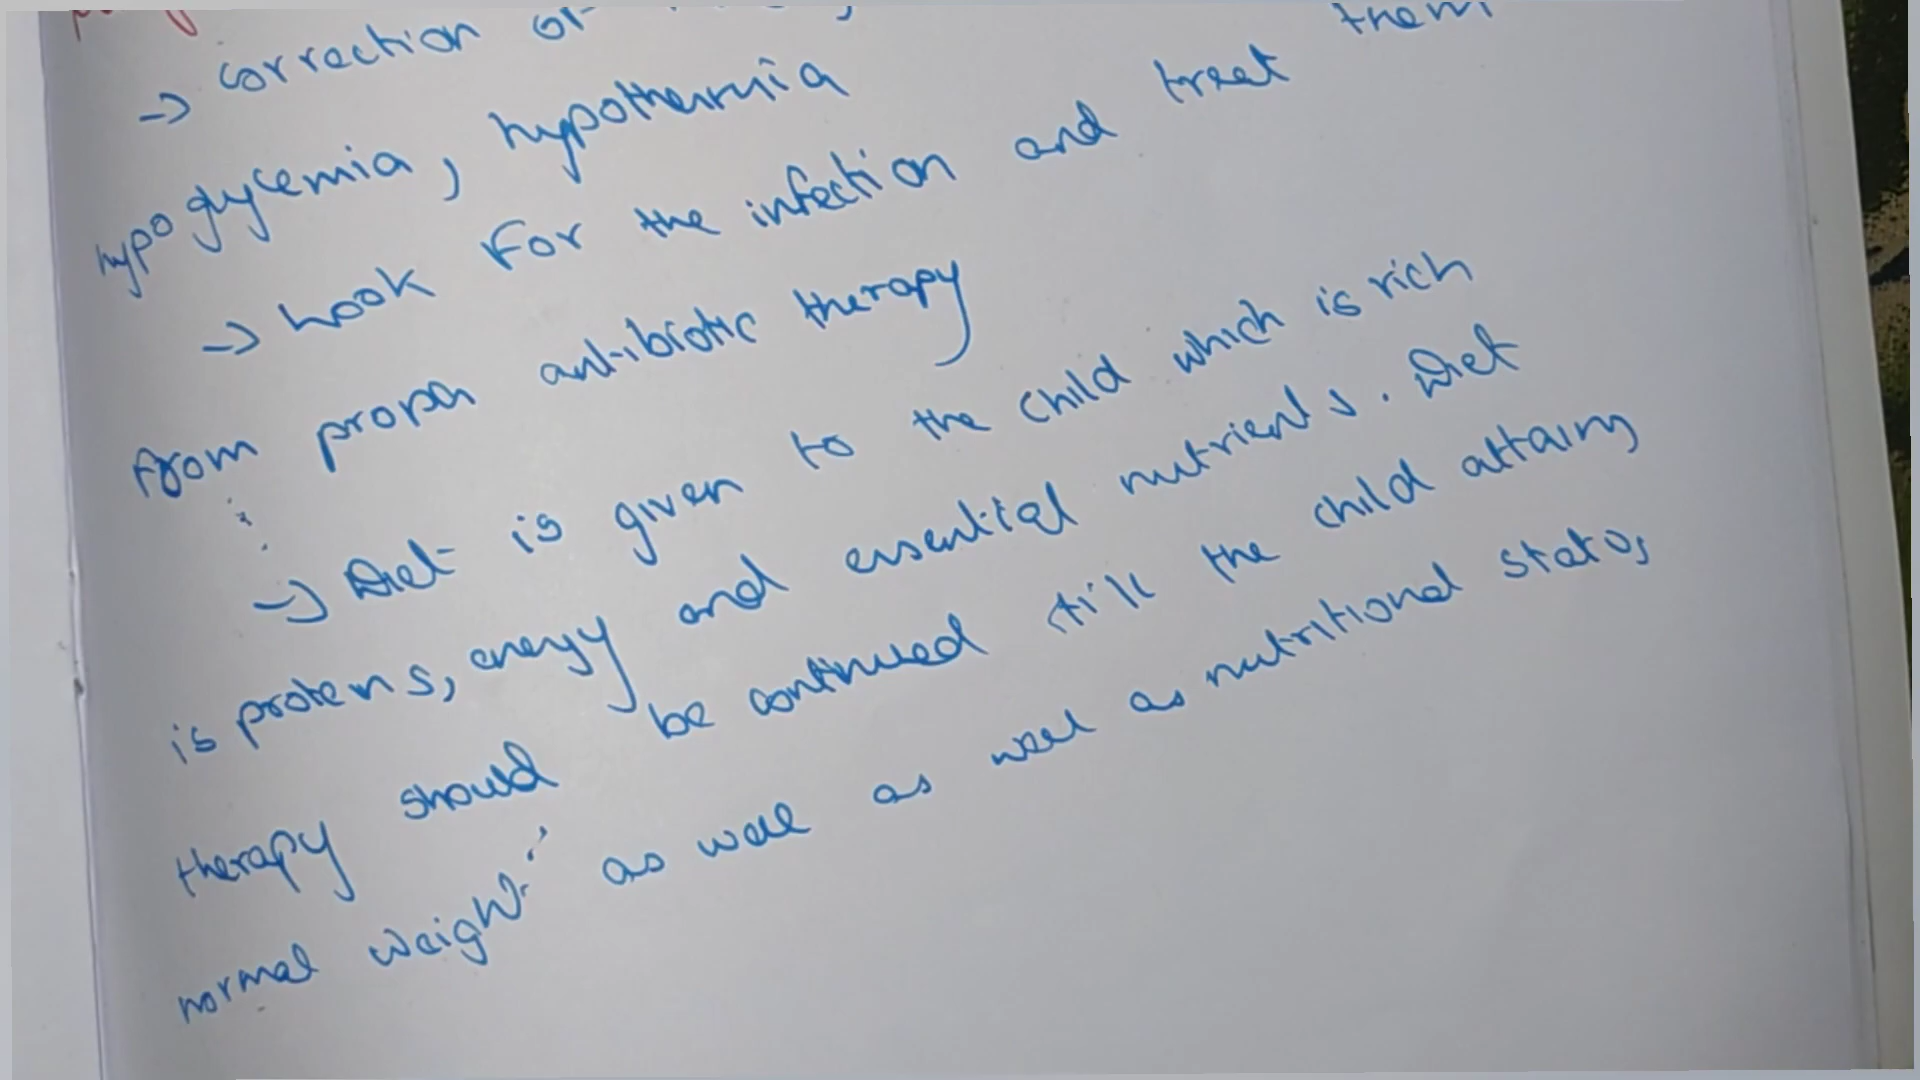 → correction of
hypoglycemia, hypothermia
→ Look For the infection and treat them
from proper antibiotic therapy
→ Diet is given to the child which is rich
is proteins, energy and essential nutrients. Diet
therapy should be continued still the child attains
normal weight as well as well as nutritional status